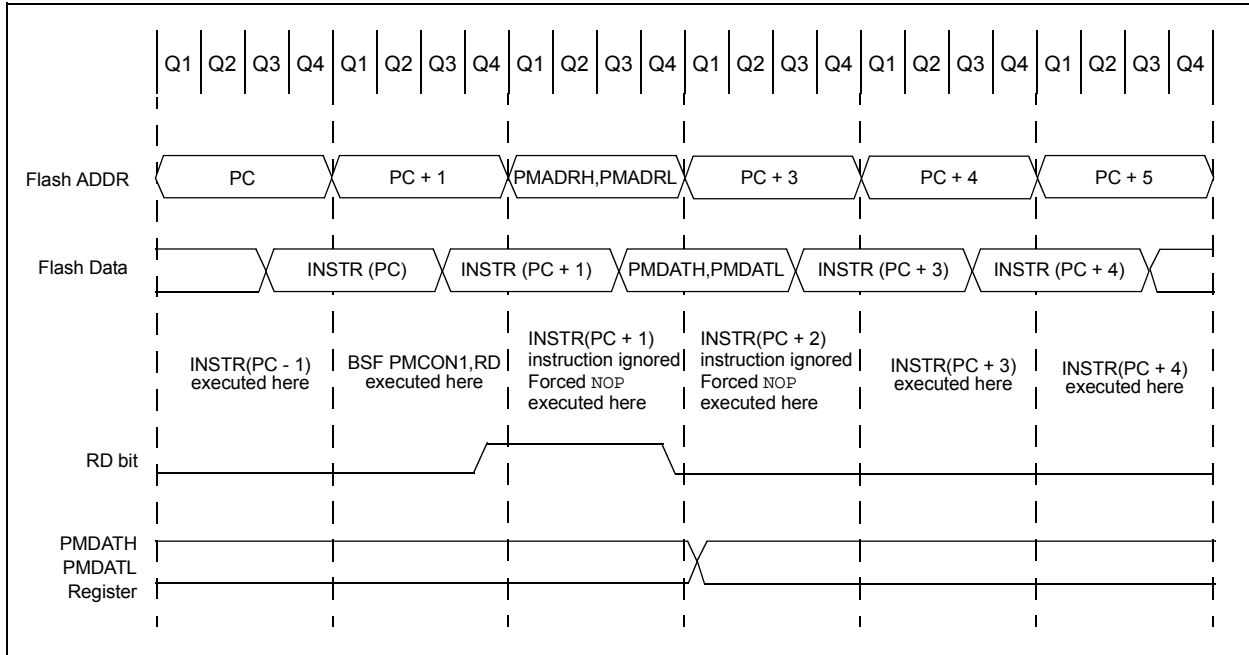 Q1 Q2 Q3 Q4 Q1 Q2 Q3 Q4 Q1 Q2 Q3 Q4 Q1 Q2 Q3 Q4 Q1 Q2 Q3 Q4 Q1 Q2 Q3 Q4
Flash ADDR PC PC + 1 PMADRH,PMADRL PC + 3 PC + 4 PC + 5
Flash Data INSTR (PC) INSTR (PC + 1) PMDATH,PMDATL INSTR (PC + 3) INSTR (PC + 4)
INSTR(PC - 1)
executed here
BSF PMCON1,RD
executed here
INSTR(PC + 1)
instruction ignored
Forced NOP
executed here
INSTR(PC + 2)
instruction ignored
Forced NOP
executed here
INSTR(PC + 3)
executed here
INSTR(PC + 4)
executed here
RD bit
PMDATH
PMDATL
Register